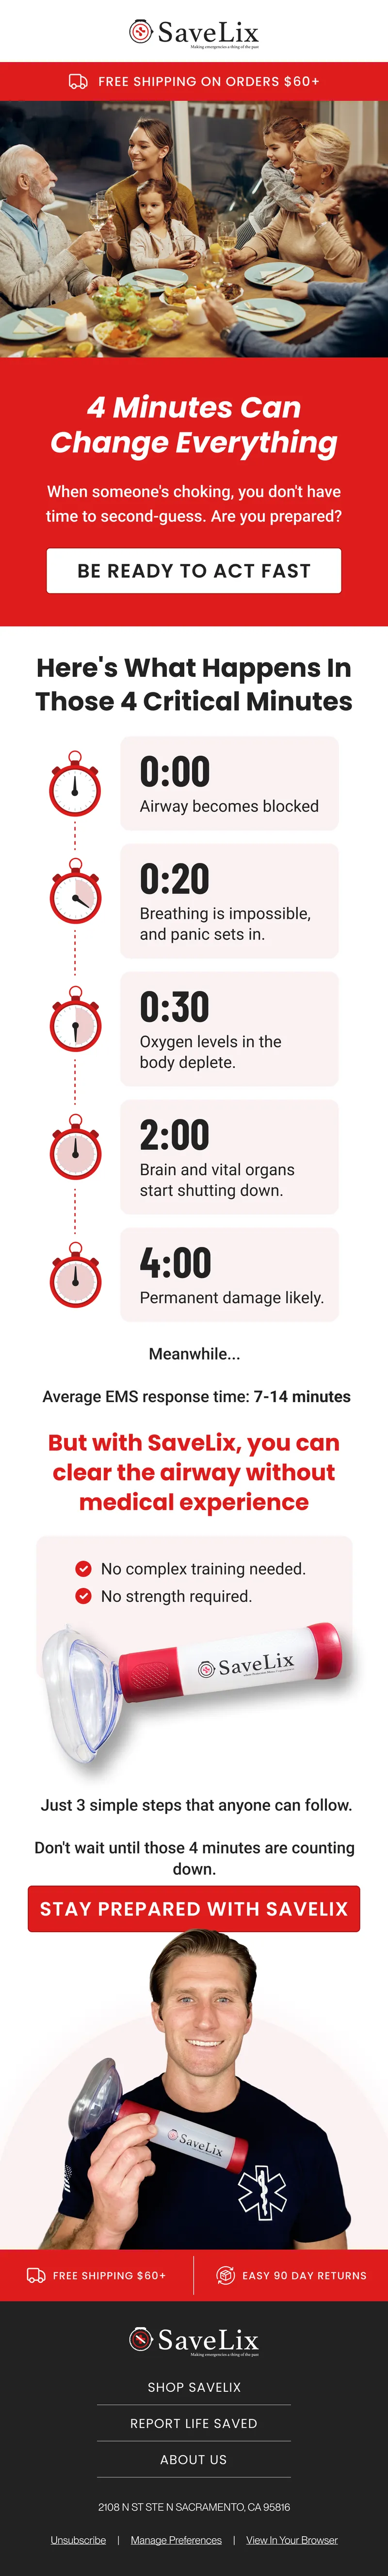 SaveLix
Making emergencies a thing of the past
FREE SHIPPING ON ORDERS $60+
4 Minutes Can
Change Everything
When someone's choking, you don't have
time to second-guess. Are you prepared?
BE READY TO ACT FAST
Here's What Happens In
Those 4 Critical Minutes
0:00
Airway becomes blocked
0:20
Breathing is impossible,
and panic sets in.
0:30
Oxygen levels in the
body deplete.
2:00
Brain and vital organs
start shutting down.
4:00
Permanent damage likely.
Meanwhile...
Average EMS response time: 7-14 minutes
But with SaveLix, you can
clear the airway without
medical experience
No complex training needed.
No strength required.
SaveLix
Just 3 simple steps that anyone can follow.
Don't wait until those 4 minutes are counting
down.
STAY PREPARED WITH SAVELIX
SaveLix
FREE SHIPPING $60+
EASY 90 DAY RETURNS
SaveLix
Making emergencies a thing of the past
SHOP SAVELIX
REPORT LIFE SAVED
ABOUT US
2108 N ST STE N SACRAMENTO, CA 95816
Unsubscribe | Manage Preferences | View In Your Browser